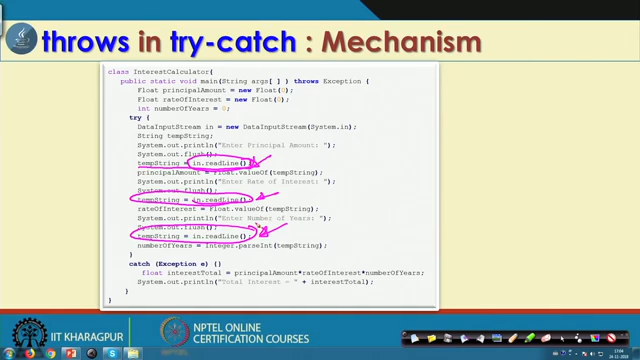 throws in try-catch : Mechanism
class InterestCalculator{
public static void main(String args[ ] ) throws Exception {
Float principalAmount = new Float(0);
Float rateOfInterest = new Float(0);
int numberOfYears = 0;
try {
DataInputStream in = new DataInputStream(System.in);
String tempString;
System.out.println("Enter Principal Amount: ");
System.out.flush();
tempString = in.readLine();
principalAmount = Float.valueOf(tempString);
System.out.println("Enter Rate of Interest: ");
System.out.flush();
tempString = in.readLine();
rateOfInterest = Float.valueOf(tempString);
System.out.println("Enter Number of Years: ");
System.out.flush();
tempString = in.readLine();
numberOfYears = Integer.parseInt(tempString);
}
catch (Exception e) {}
float interestTotal = principalAmount*rateOfInterest*numberOfYears;
System.out.println("Total Interest = " + interestTotal);
}
}
IIT KHARAGPUR
NPTEL ONLINE
CERTIFICATION COURSES
17:04